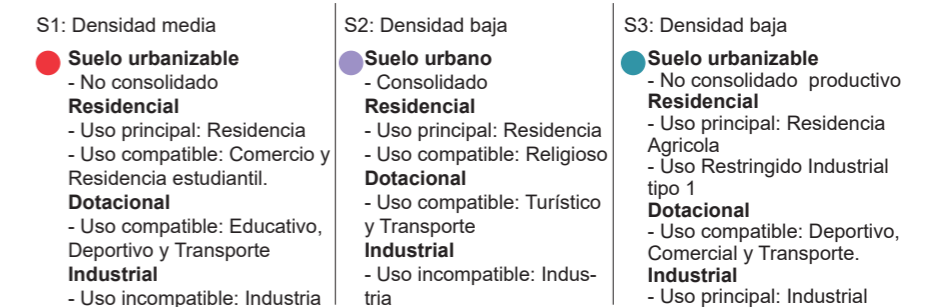 S1: Densidad media
Suelo urbanizable
- No consolidado
Residencial
- Uso principal: Residencia
- Uso compatible: Comercio y
Residencia estudiantil.
Dotacional
- Uso compatible: Educativo,
Deportivo y Transporte
Industrial
- Uso incompatible: Industria
S2: Densidad baja
Suelo urbano
- Consolidado
Residencial
- Uso principal: Residencia
- Uso compatible: Religioso
Dotacional
- Uso compatible: Turístico
y Transporte
Industrial
- Uso incompatible: Indus-
tria
S3: Densidad baja
Suelo urbanizable
- No consolidado productivo
Residencial
- Uso principal: Residencia
Agricola
- Uso Restringido Industrial
tipo 1
Dotacional
- Uso compatible: Deportivo,
Comercial y Transporte.
Industrial
- Uso principal: Industrial